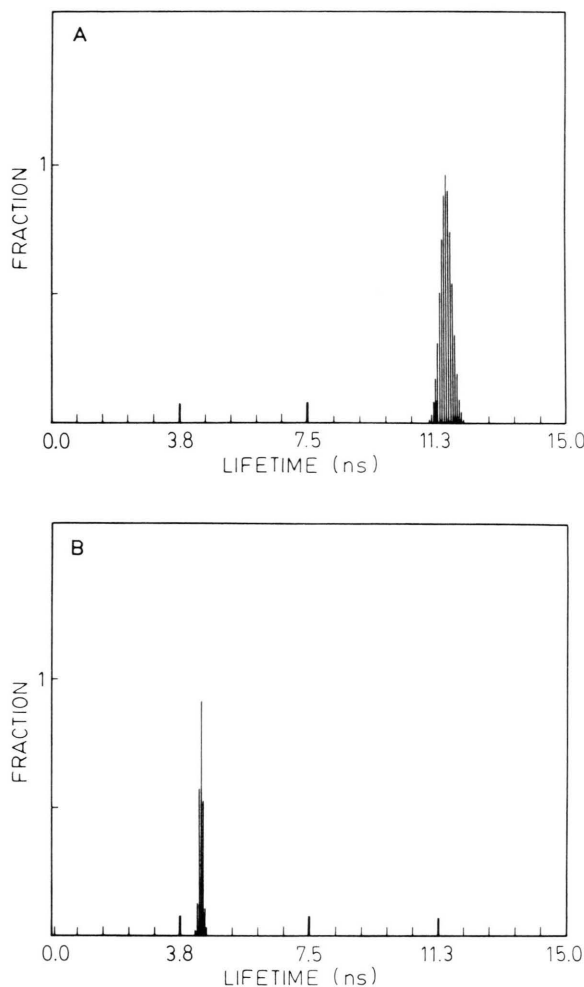 A
FRACTION
1
0.0 3.8 7.5 11.3 15.0
LIFETIME (ns)
B
FRACTION
1
0.0 3.8 7.5 11.3 15.0
LIFETIME (ns)